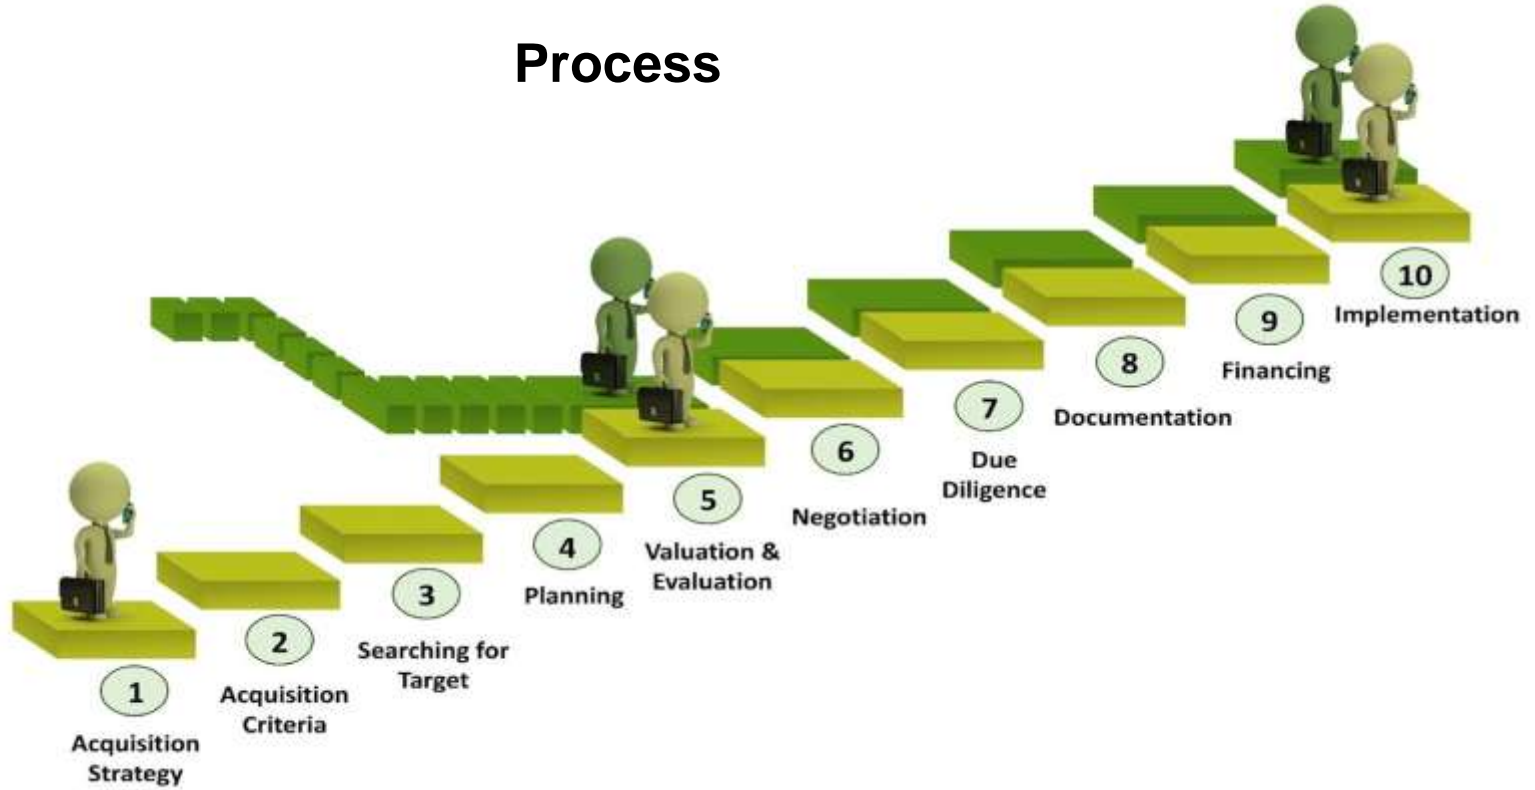 Process
1
Acquisition
Strategy
2
Acquisition
Criteria
3
Searching for
Target
4
Planning
5
Valuation &
Evaluation
6
Negotiation
7
Due
Diligence
8
Documentation
9
Financing
10
Implementation